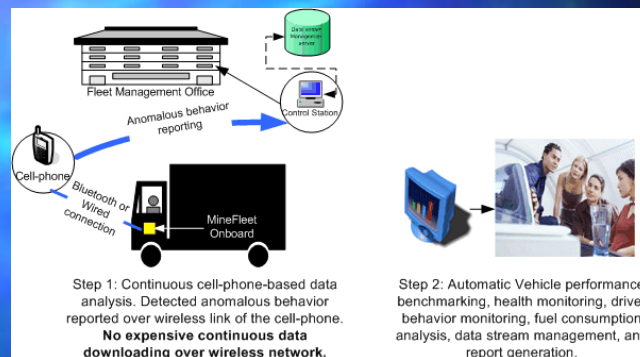 Data Stream
Management
server
Fleet Management Office
Control Station
Anomalous behavior
reporting
Cell-phone
Bluetooth or
Wired
connection
MineFleet
Onboard
Step 1: Continuous cell-phone-based data
analysis. Detected anomalous behavior
reported over wireless link of the cell-phone.
No expensive continuous data
downloading over wireless network.
Step 2: Automatic Vehicle performance
benchmarking, health monitoring, drive
behavior monitoring, fuel consumption
analysis, data stream management, an
report generation.